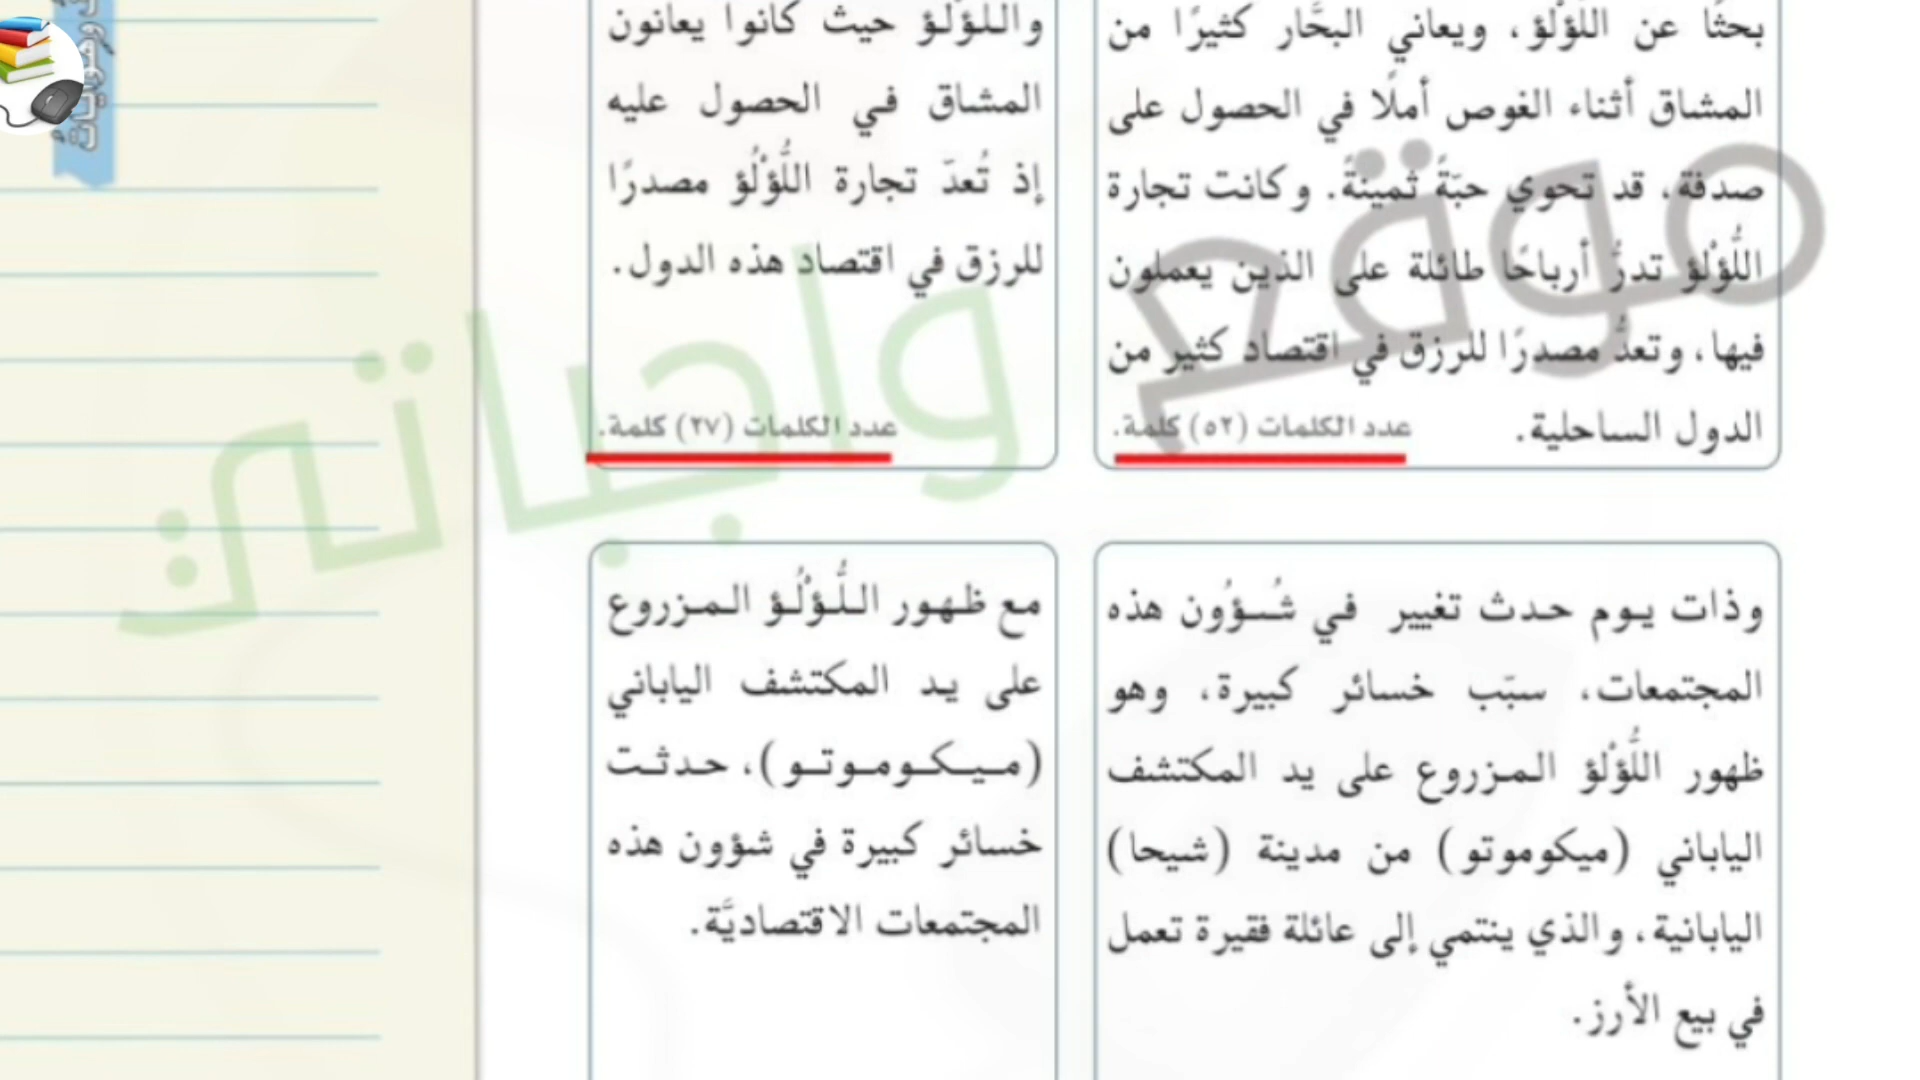 بحثًا عن اللؤلؤ، ويعاني البحَّار كثيرًا من
المشاق أثناء الغوص أملًا في الحصول على
صدفة، قد تحوي حبّةً ثمينةً. وكانت تجارة
اللُّؤْلؤ تدرُّ أرباحًا طائلة على الذين يعملون
فيها، وتعدُّ مصدرًا للرزق في اقتصاد كثير من
الدول الساحلية.
عدد الكلمات (٥٢) كلمة.
واللؤلؤ حيث كانوا يعانون
المشاق في الحصول عليه
إذ تُعدّ تجارة اللُّؤْلُؤ مصدرًا
للرزق في اقتصاد هذه الدول.
عدد الكلمات (٢٧) كلمة.
وذات يوم حدث تغيير في شُؤُون هذه
المجتمعات، سبّب خسائر كبيرة، وهو
ظهور اللُّؤْلؤ المزروع على يد المكتشف
الياباني (ميكوموتو) من مدينة (شيحا)
اليابانية، والذي ينتمي إلى عائلة فقيرة تعمل
في بيع الأرز.
مع ظهور اللُّؤْلُؤ المزروع
على يد المكتشف الياباني
(ميكوموتو)، حدثت
خسائر كبيرة في شؤون هذه
المجتمعات الاقتصاديَّة.
موقع
واجباتي